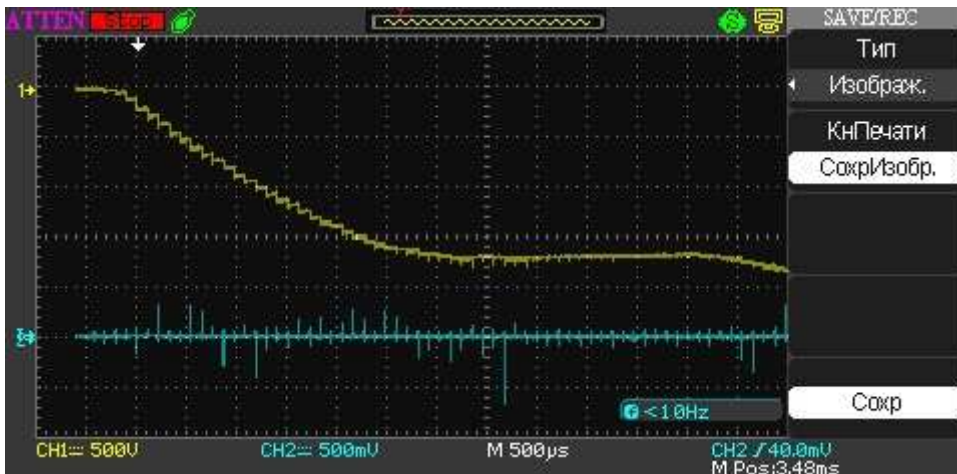 ATTEN Stop SAVE/REC
Тип
1
Изображ.
КнПечати
СохрИзобр.
2
<10Hz
Сохр
CH1 500V CH2 500mV M 500µs CH2 40.0mV
M Pos:3.48ms